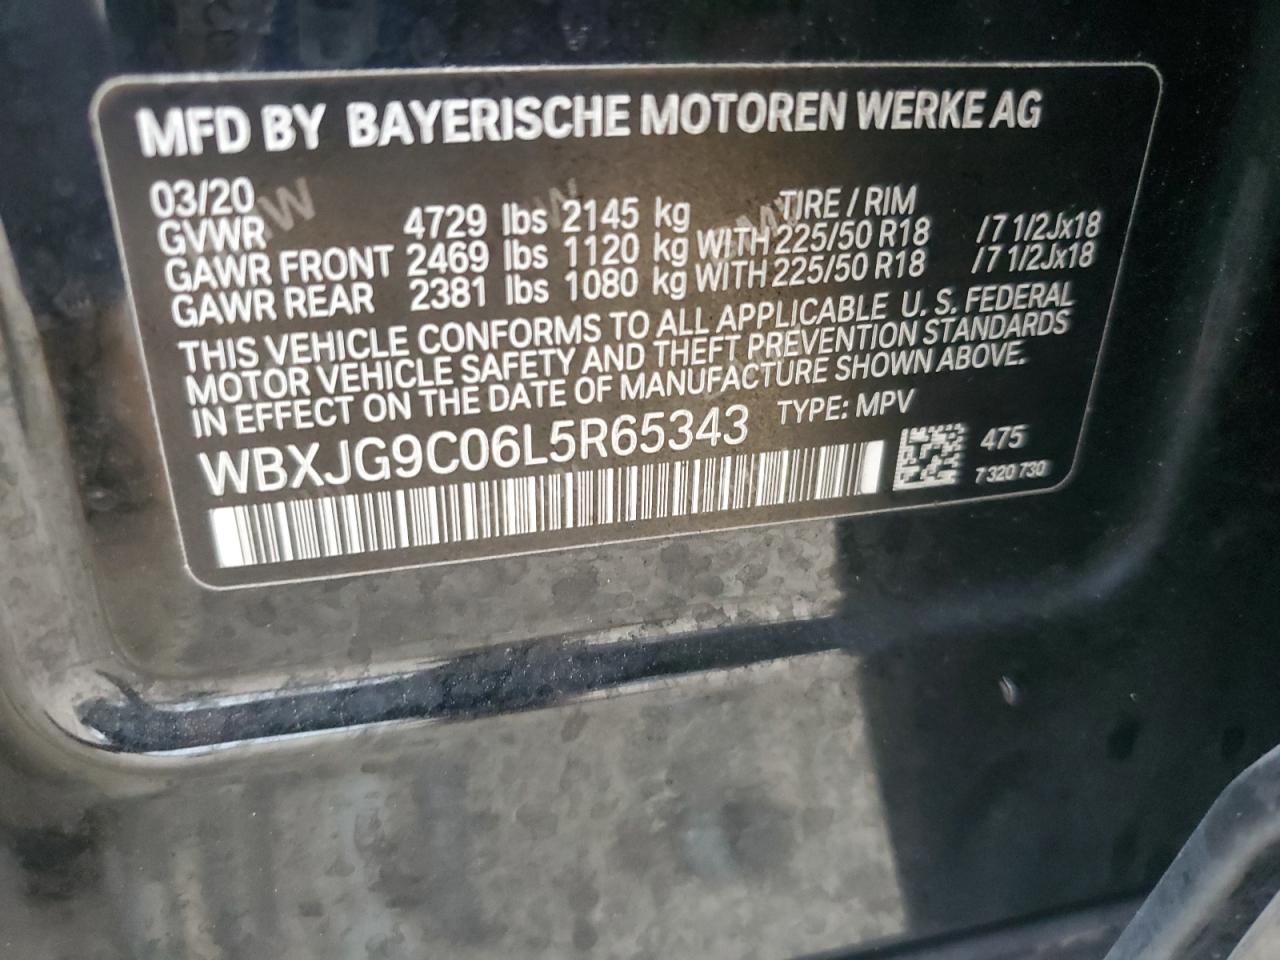 MFD BY BAYERISCHE MOTOREN WERKE AG
03/20 TIRE / RIM
GVWR 4729 lbs 2145 kg
GAWR FRONT 2469 lbs 1120 kg WITH 225/50 R18 /7 1/2Jx18
GAWR REAR 2381 lbs 1080 kg WITH 225/50 R18 /7 1/2Jx18
THIS VEHICLE CONFORMS TO ALL APPLICABLE U. S. FEDERAL
MOTOR VEHICLE SAFETY AND THEFT PREVENTION STANDARDS
IN EFFECT ON THE DATE OF MANUFACTURE SHOWN ABOVE.
WBXJG9C06L5R65343 TYPE: MPV
475
7 320 730